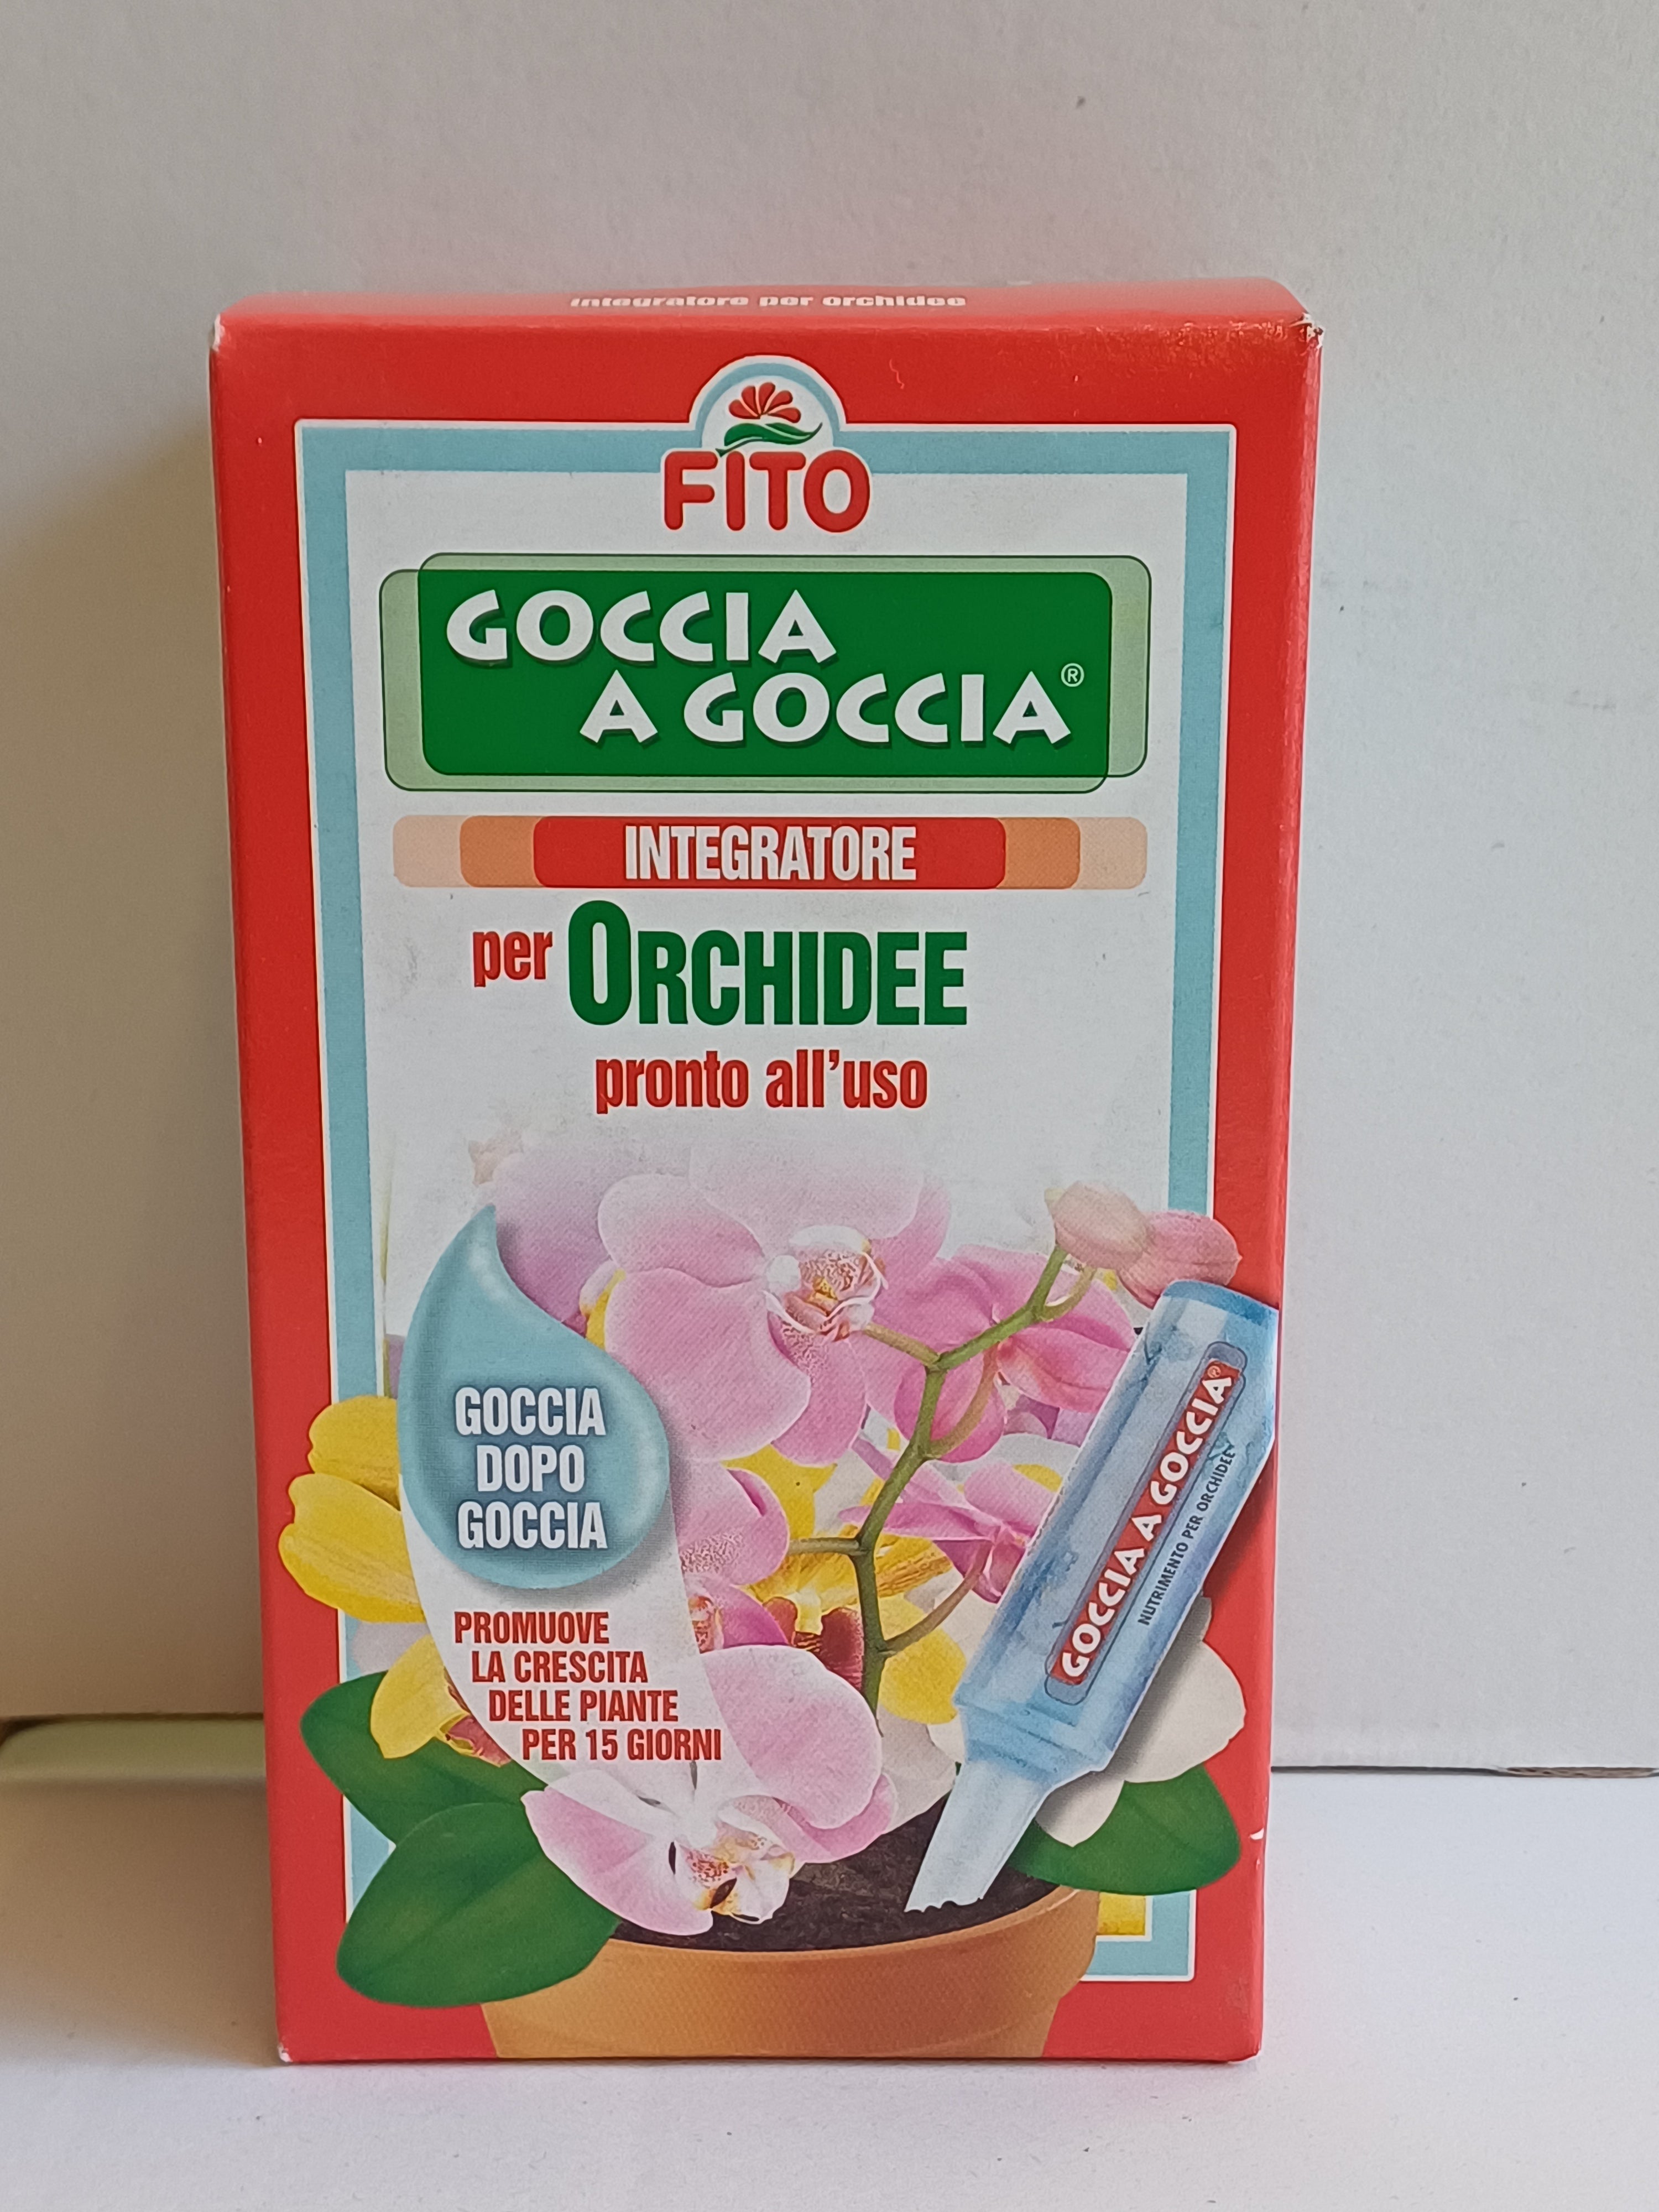 integratore per orchidee
FITO
GOCCIA
A GOCCIA®
INTEGRATORE
per ORCHIDEE
pronto all'uso
GOCCIA
DOPO
GOCCIA
PROMUOVE
LA CRESCITA
DELLE PIANTE
PER 15 GIORNI
GOCCIA A GOCCIA®
NUTRIMENTO PER ORCHIDEE